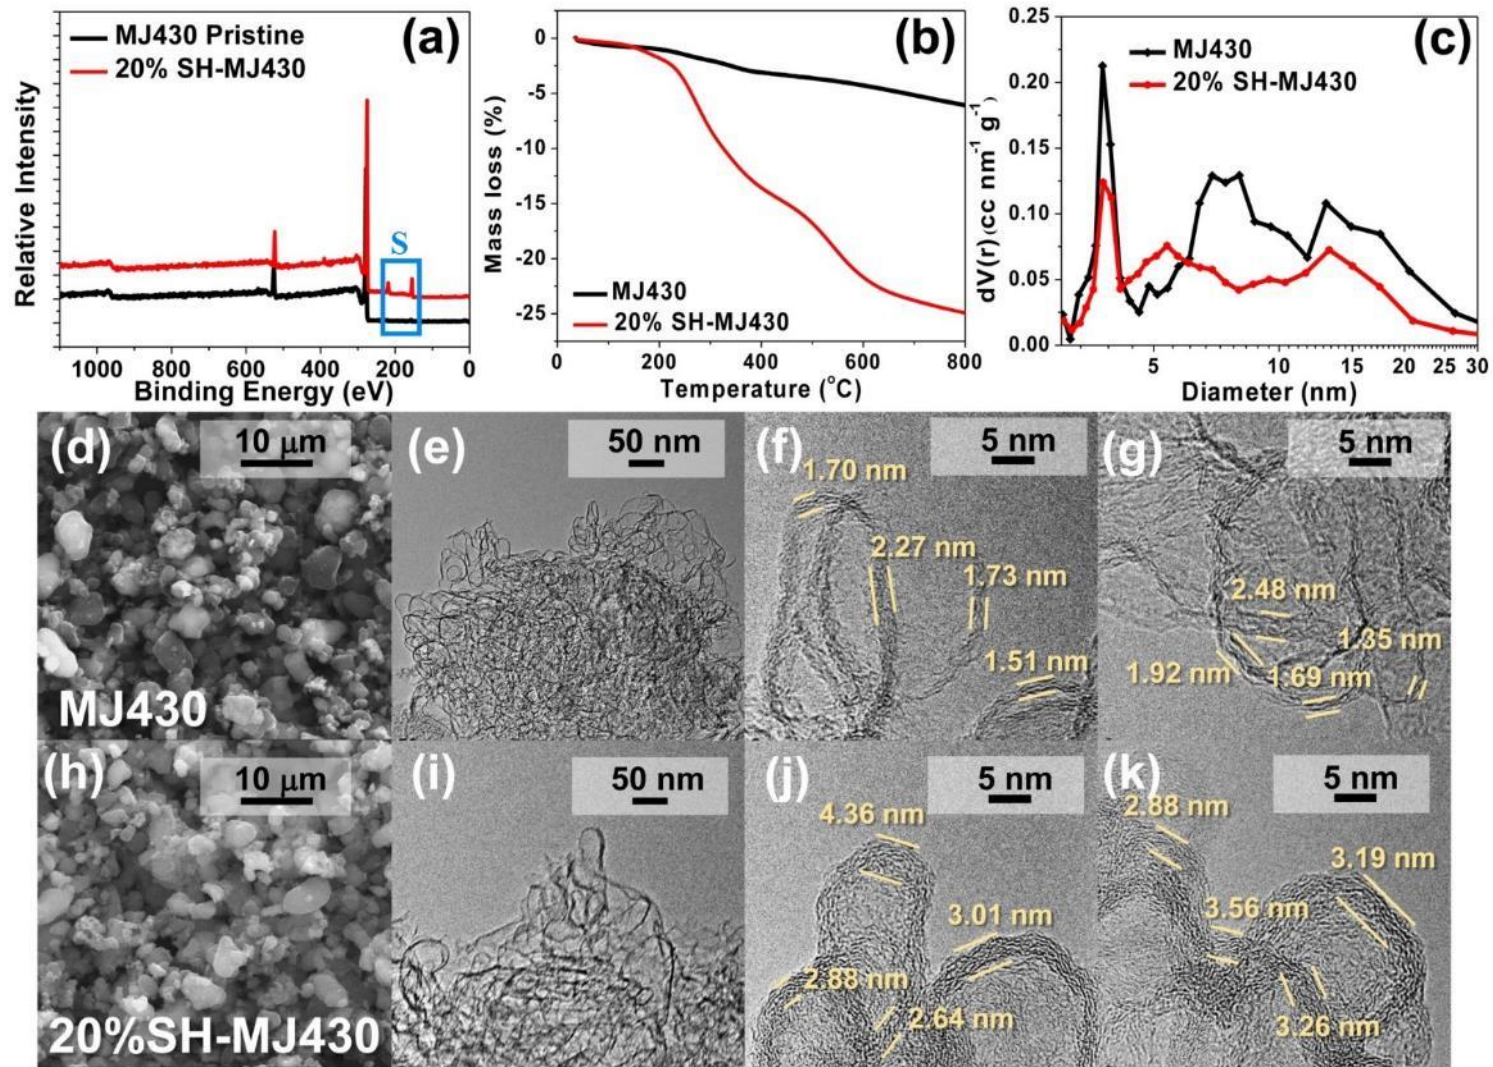 MJ430 Pristine
20% SH-MJ430
(a)
S
Relative Intensity
1000 800 600 400 200 0
Binding Energy (eV)
(b)
0
-5
-10
-15
-20
-25
Mass loss (%)
MJ430
20% SH-MJ430
0 200 400 600 800
Temperature (°C)
(c)
MJ430
20% SH-MJ430
0.25
0.20
0.15
0.10
0.05
0.00
dV(r) (cc nm⁻¹ g⁻¹)
5 10 15 20 25 30
Diameter (nm)
(d)
10 μm
MJ430
(e)
50 nm
(f)
5 nm
1.70 nm
2.27 nm
1.73 nm
1.51 nm
(g)
5 nm
2.48 nm
1.35 nm
1.92 nm
1.69 nm
(h)
10 μm
20%SH-MJ430
(i)
50 nm
(j)
5 nm
4.36 nm
3.01 nm
2.88 nm
2.64 nm
(k)
5 nm
2.88 nm
3.19 nm
3.56 nm
3.26 nm